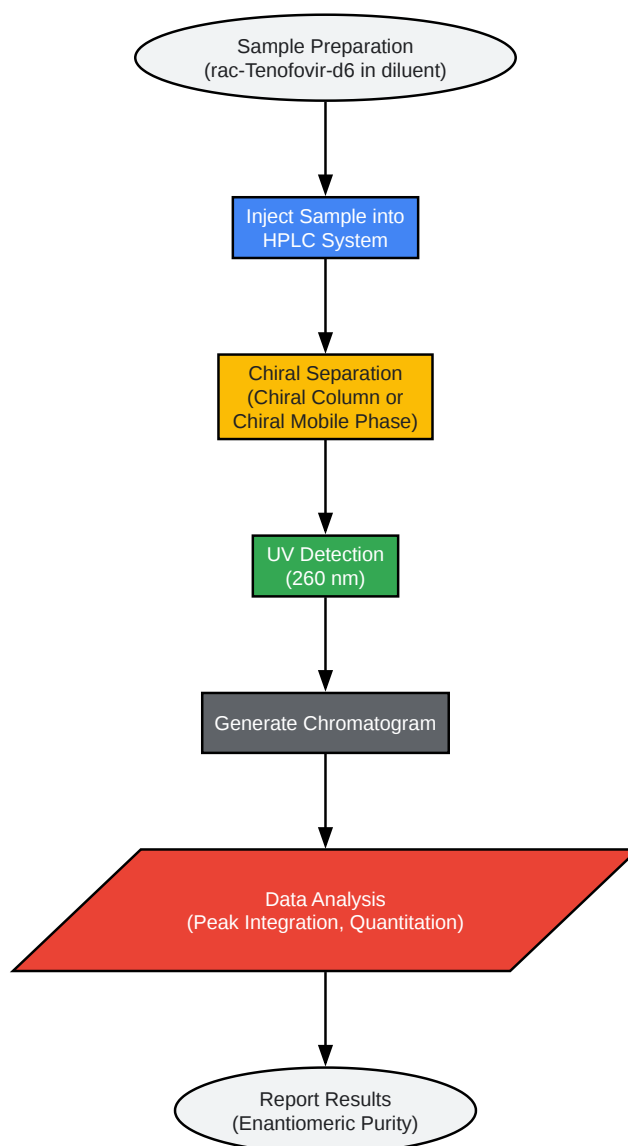 Sample Preparation
(rac-Tenofovir-d6 in diluent)
Inject Sample into
HPLC System
Chiral Separation
(Chiral Column or
Chiral Mobile Phase)
UV Detection
(260 nm)
Generate Chromatogram
Data Analysis
(Peak Integration, Quantitation)
Report Results
(Enantiomeric Purity)